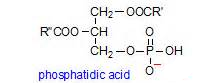 CH₂–OOCR'
O
R"COO–CH
CH₂–O–P–OH
O
−
phosphatidic acid